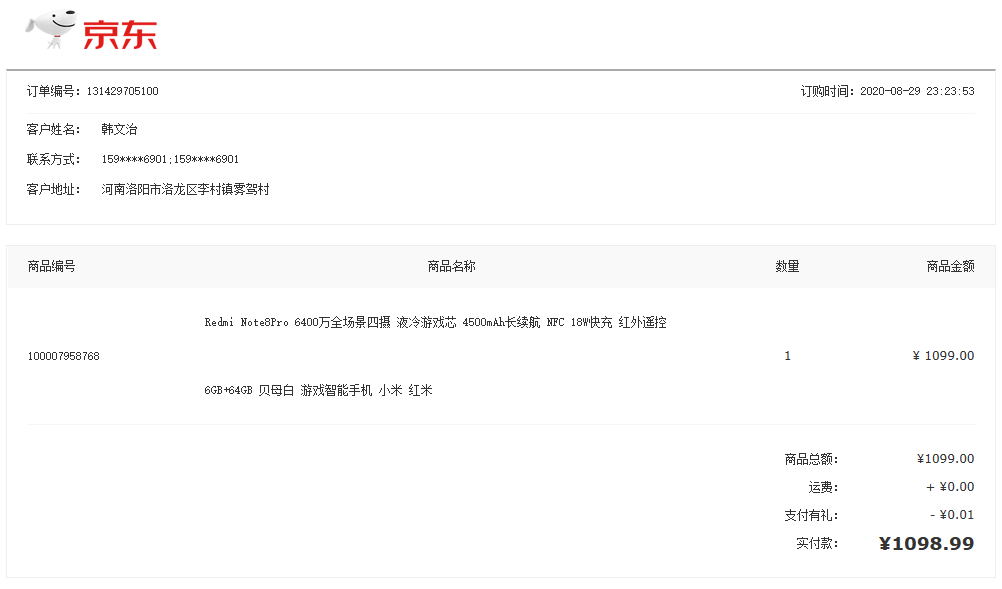 京东
订单编号：131429705100 订购时间：2020-08-29 23:23:53
客户姓名： 韩文治
联系方式： 159****6901;159****6901
客户地址： 河南洛阳市洛龙区李村镇雾驾村
商品编号 商品名称 数量 商品金额
Redmi Note8Pro 6400万全场景四摄 液冷游戏芯 4500mAh长续航 NFC 18W快充 红外遥控
100007958768 1 ¥ 1099.00
6GB+64GB 贝母白 游戏智能手机 小米 红米
商品总额： ¥1099.00
运费： + ¥0.00
支付有礼： - ¥0.01
实付款： ¥1098.99